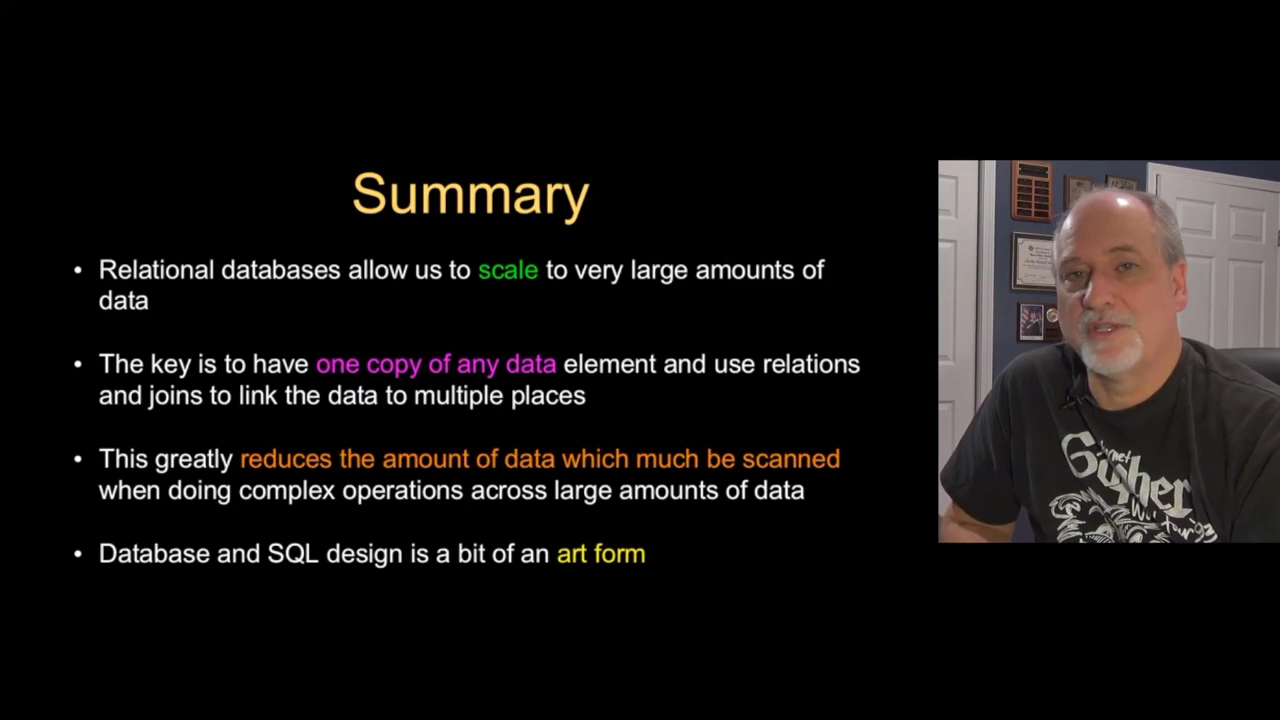 Summary
• Relational databases allow us to scale to very large amounts of
data
• The key is to have one copy of any data element and use relations
and joins to link the data to multiple places
• This greatly reduces the amount of data which much be scanned
when doing complex operations across large amounts of data
• Database and SQL design is a bit of an art form